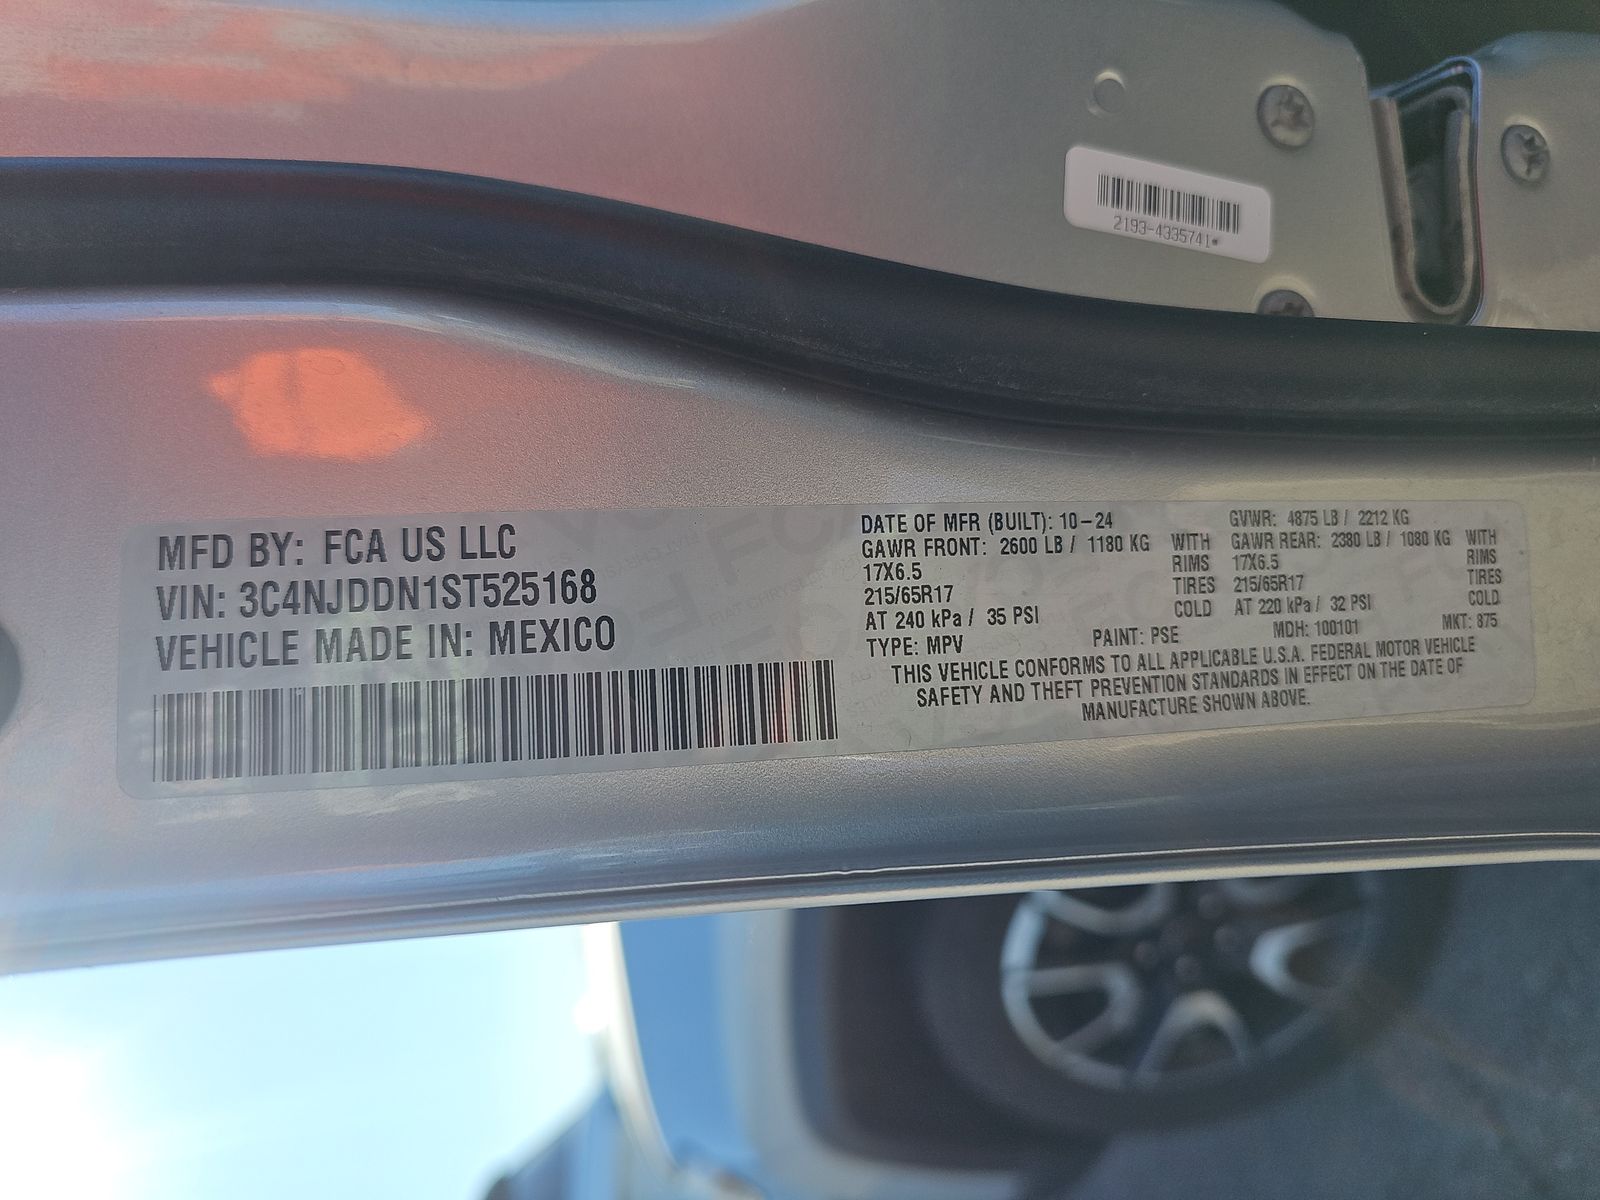 2193-4335741*
MFD BY: FCA US LLC
VIN: 3C4NJDDN1ST525168
VEHICLE MADE IN: MEXICO
DATE OF MFR (BUILT): 10-24 GVWR: 4875 LB / 2212 KG
GAWR FRONT: 2600 LB / 1180 KG WITH GAWR REAR: 2380 LB / 1080 KG WITH
17X6.5 RIMS 17X6.5 RIMS
215/65R17 TIRES 215/65R17 TIRES
AT 240 kPa / 35 PSI COLD AT 220 kPa / 32 PSI COLD
TYPE: MPV PAINT: PSE MDH: 100101 MKT: 875
THIS VEHICLE CONFORMS TO ALL APPLICABLE U.S.A. FEDERAL MOTOR VEHICLE
SAFETY AND THEFT PREVENTION STANDARDS IN EFFECT ON THE DATE OF
MANUFACTURE SHOWN ABOVE.